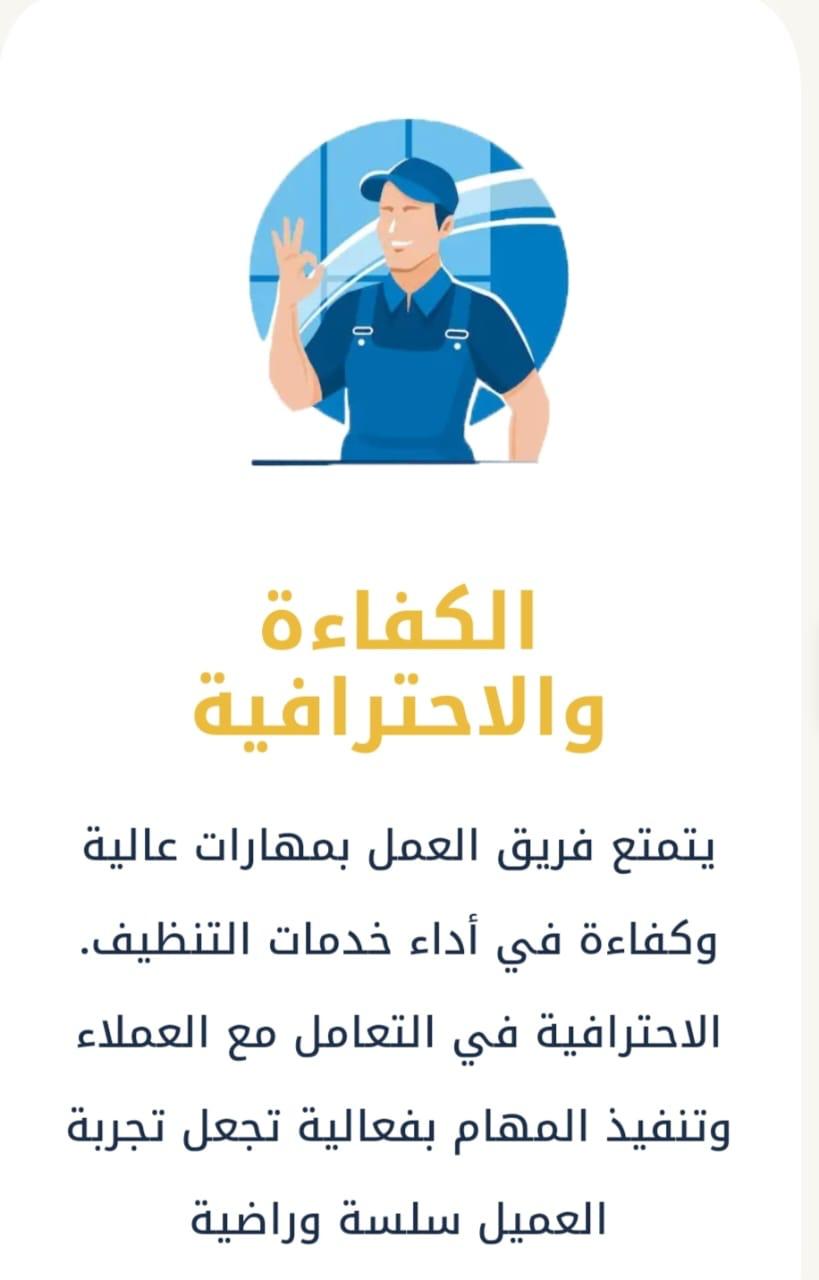 الكفاءة
والاحترافية
يتمتع فريق العمل بمهارات عالية
وكفاءة في أداء خدمات التنظيف.
الاحترافية في التعامل مع العملاء
وتنفيذ المهام بفعالية تجعل تجربة
العميل سلسة وراضية